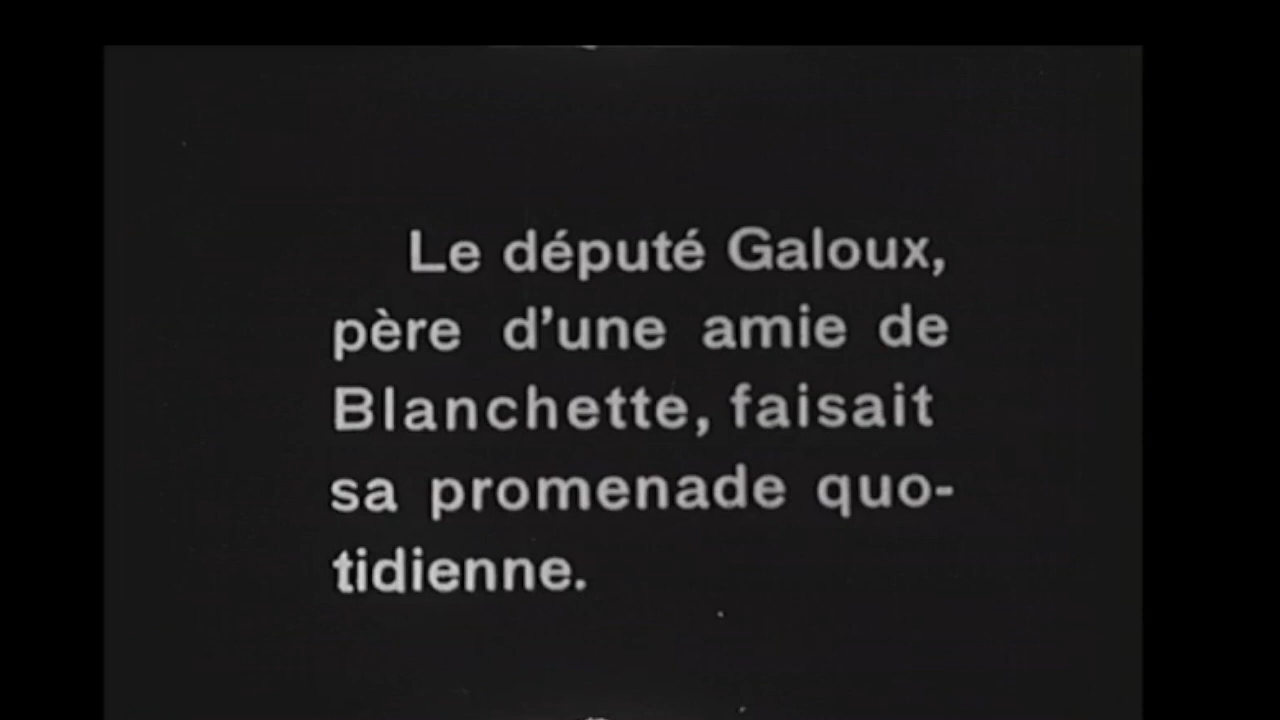 Le député Galoux,
père d'une amie de
Blanchette, faisait
sa promenade quo-
tidienne.